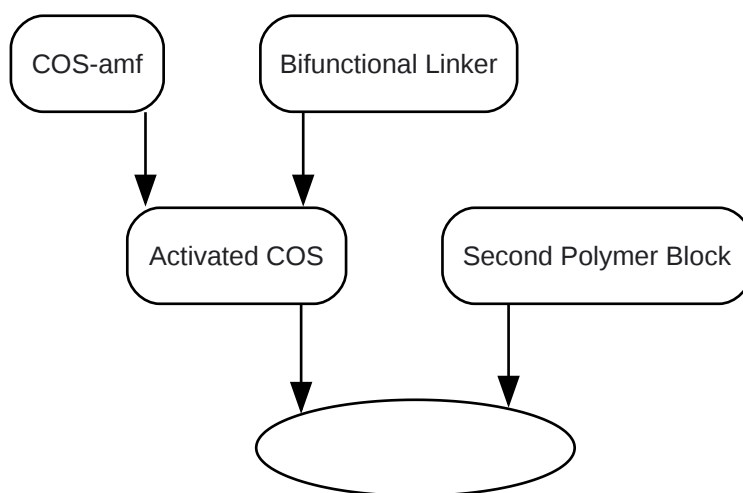 COS-amf
Bifunctional Linker
Activated COS
Second Polymer Block